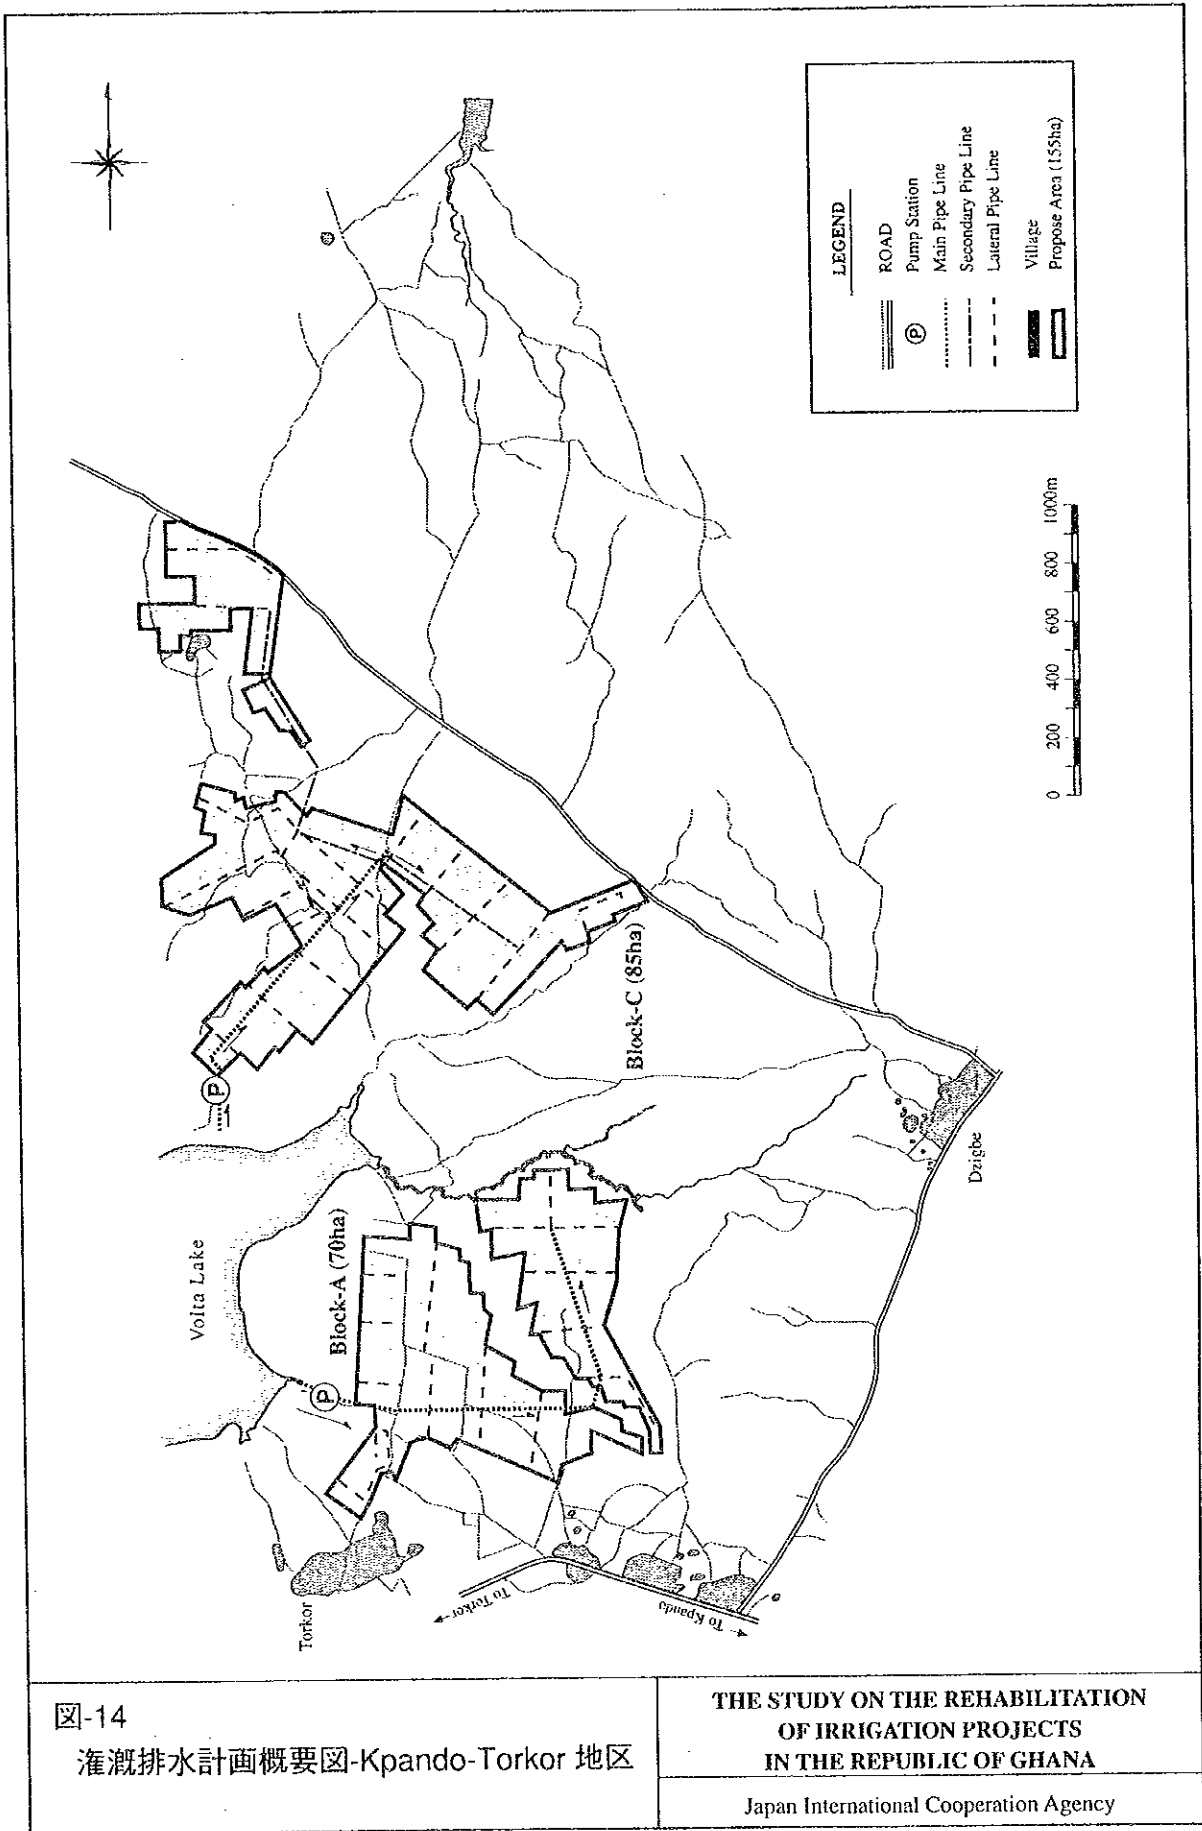 LEGEND
ROAD
P Pump Station
Main Pipe Line
Secondary Pipe Line
Lateral Pipe Line
Village
Propose Area (155ha)
0 200 400 600 800 1000m
Volta Lake
P
P
Block-A (70ha)
Block-C (85ha)
Dzigbe
Torkor
To Torkor
To Kpando
図-14
潅漑排水計画概要図-Kpando-Torkor 地区
THE STUDY ON THE REHABILITATION
OF IRRIGATION PROJECTS
IN THE REPUBLIC OF GHANA
Japan International Cooperation Agency